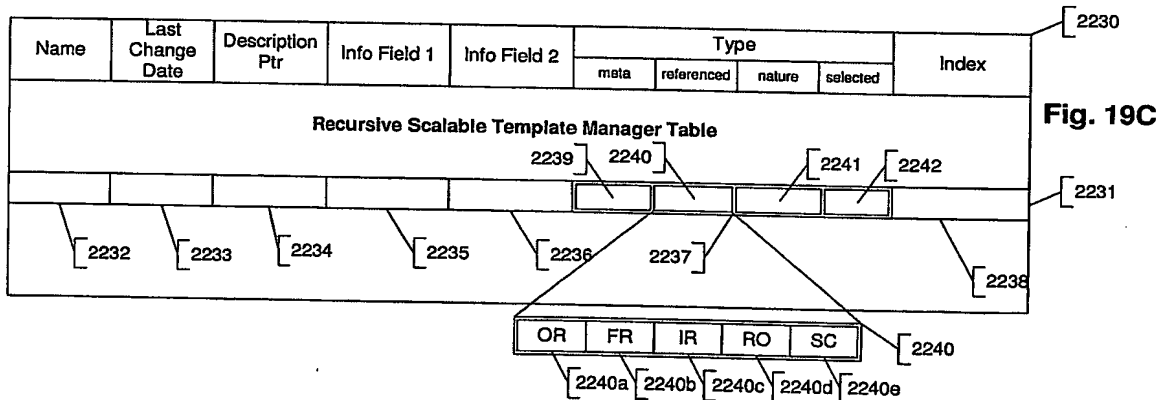 2230
Name
Last
Change
Date
Description
Ptr
Info Field 1
Info Field 2
Type
meta
referenced
nature
selected
Index
Fig. 19C
Recursive Scalable Template Manager Table
2239
2240
2241
2242
2231
2232
2233
2234
2235
2236
2237
2238
OR
FR
IR
RO
SC
2240
2240a
2240b
2240c
2240d
2240e